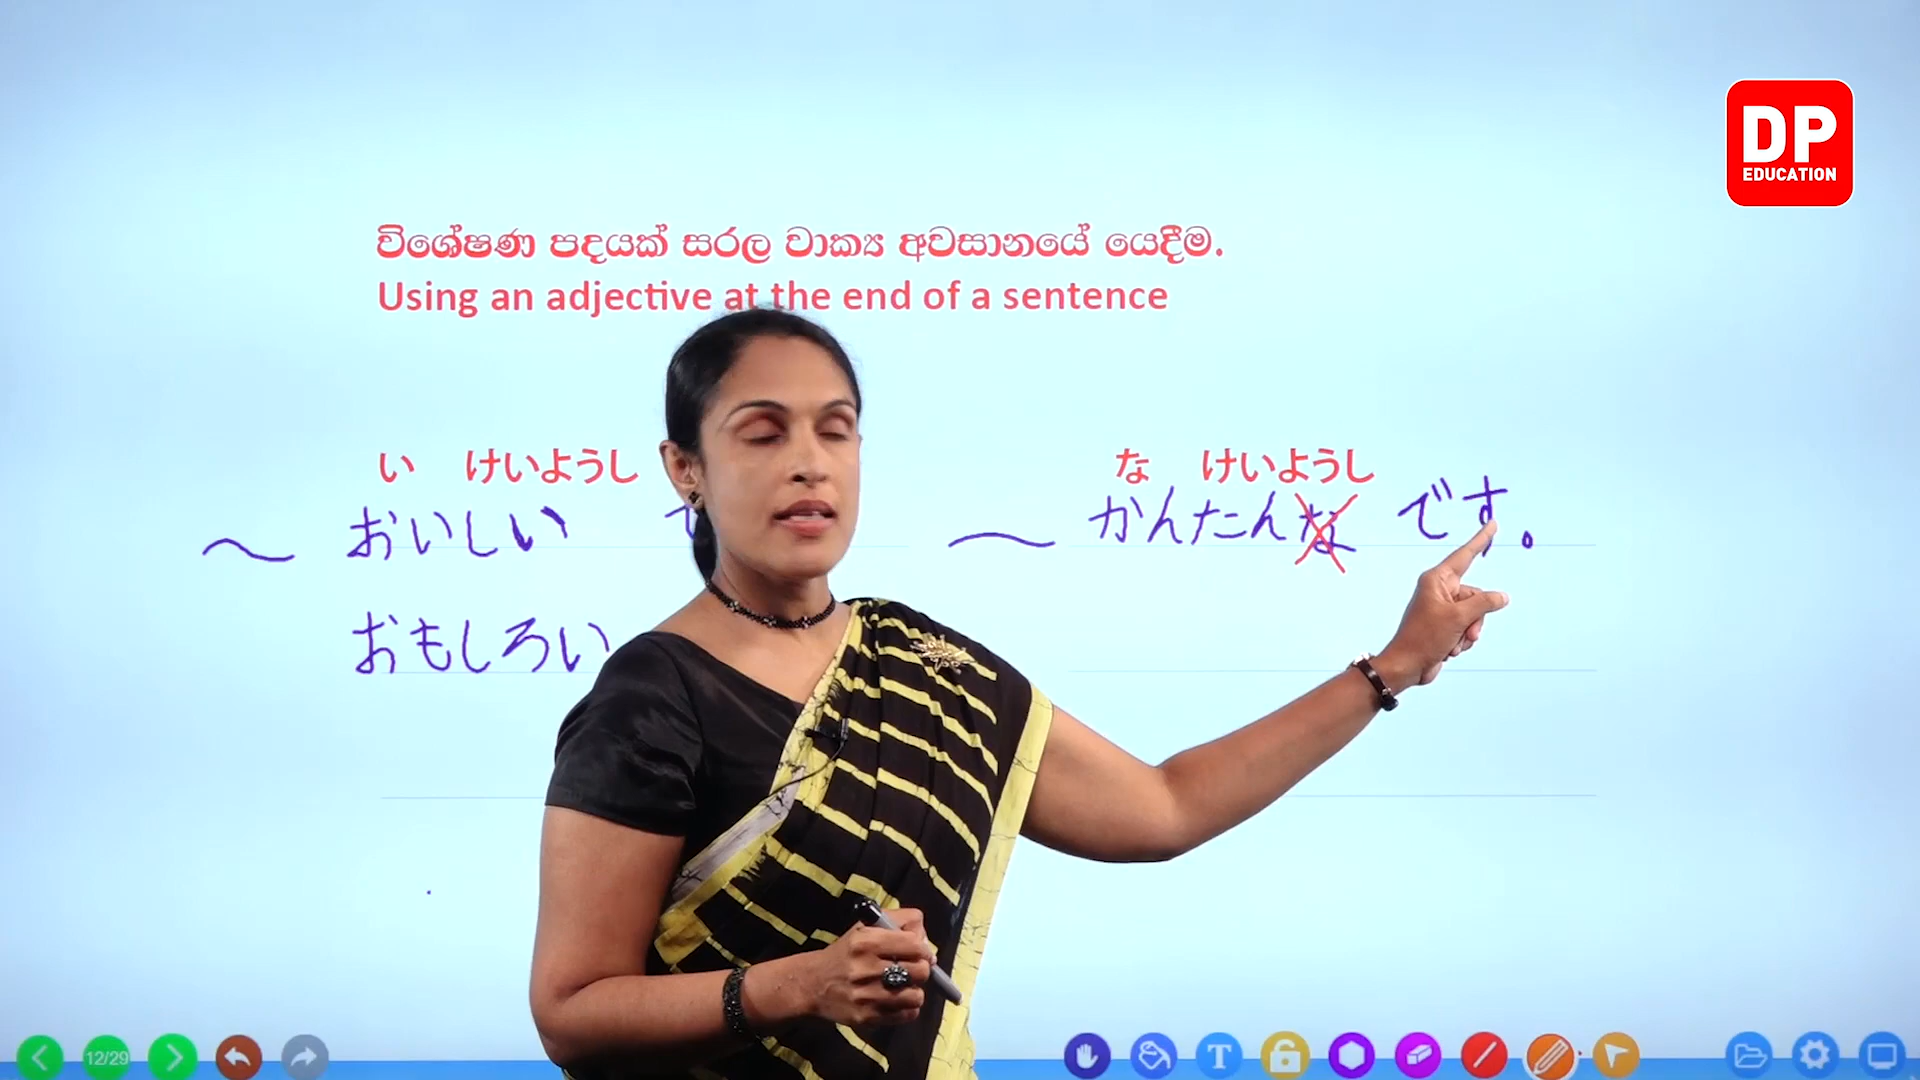 DP
EDUCATION
විශේෂණ පදයක් සරල වාක්‍ය අවසානයේ යෙදීම.
Using an adjective at the end of a sentence
い けいようし
な けいようし
〜 おいしい
〜 かんたんな です。
おもしろい
12/29
T